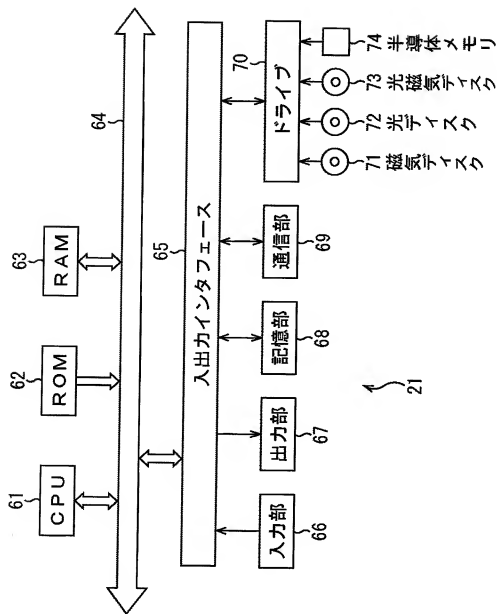 61
CPU
62
ROM
63
RAM
64
65
入出力インタフェース
70
ドライブ
入力部
66
出力部
67
記憶部
68
通信部
69
71
磁気ディスク
72
光ディスク
73
光磁気ディスク
74
半導体メモリ
21